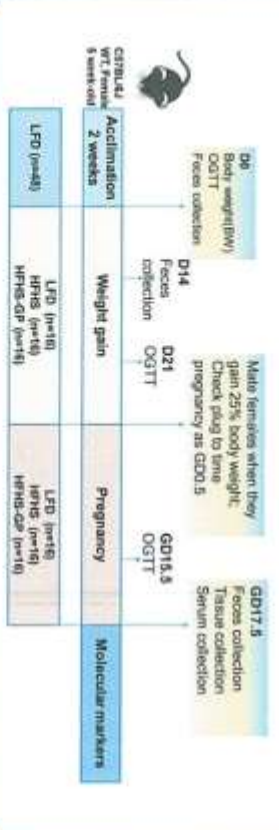 C57BL/6J
WT, Female
5 week-old
Acclimation
2 weeks
LFD (n=48)
D0
Body weight(BW)
OGTT
Feces collection
D14
Feces
collection
D21
OGTT
Weight gain
LFD (n=16)
HFHS (n=16)
HFHS-GP (n=16)
Mate females when they
gain 25% body weight;
Check plug to time
pregnancy as GD0.5
GD15.5
OGTT
Pregnancy
LFD (n=16)
HFHS (n=16)
HFHS-GP (n=16)
GD17.5
Feces collection
Tissue collection
Serum collection
Molecular markers